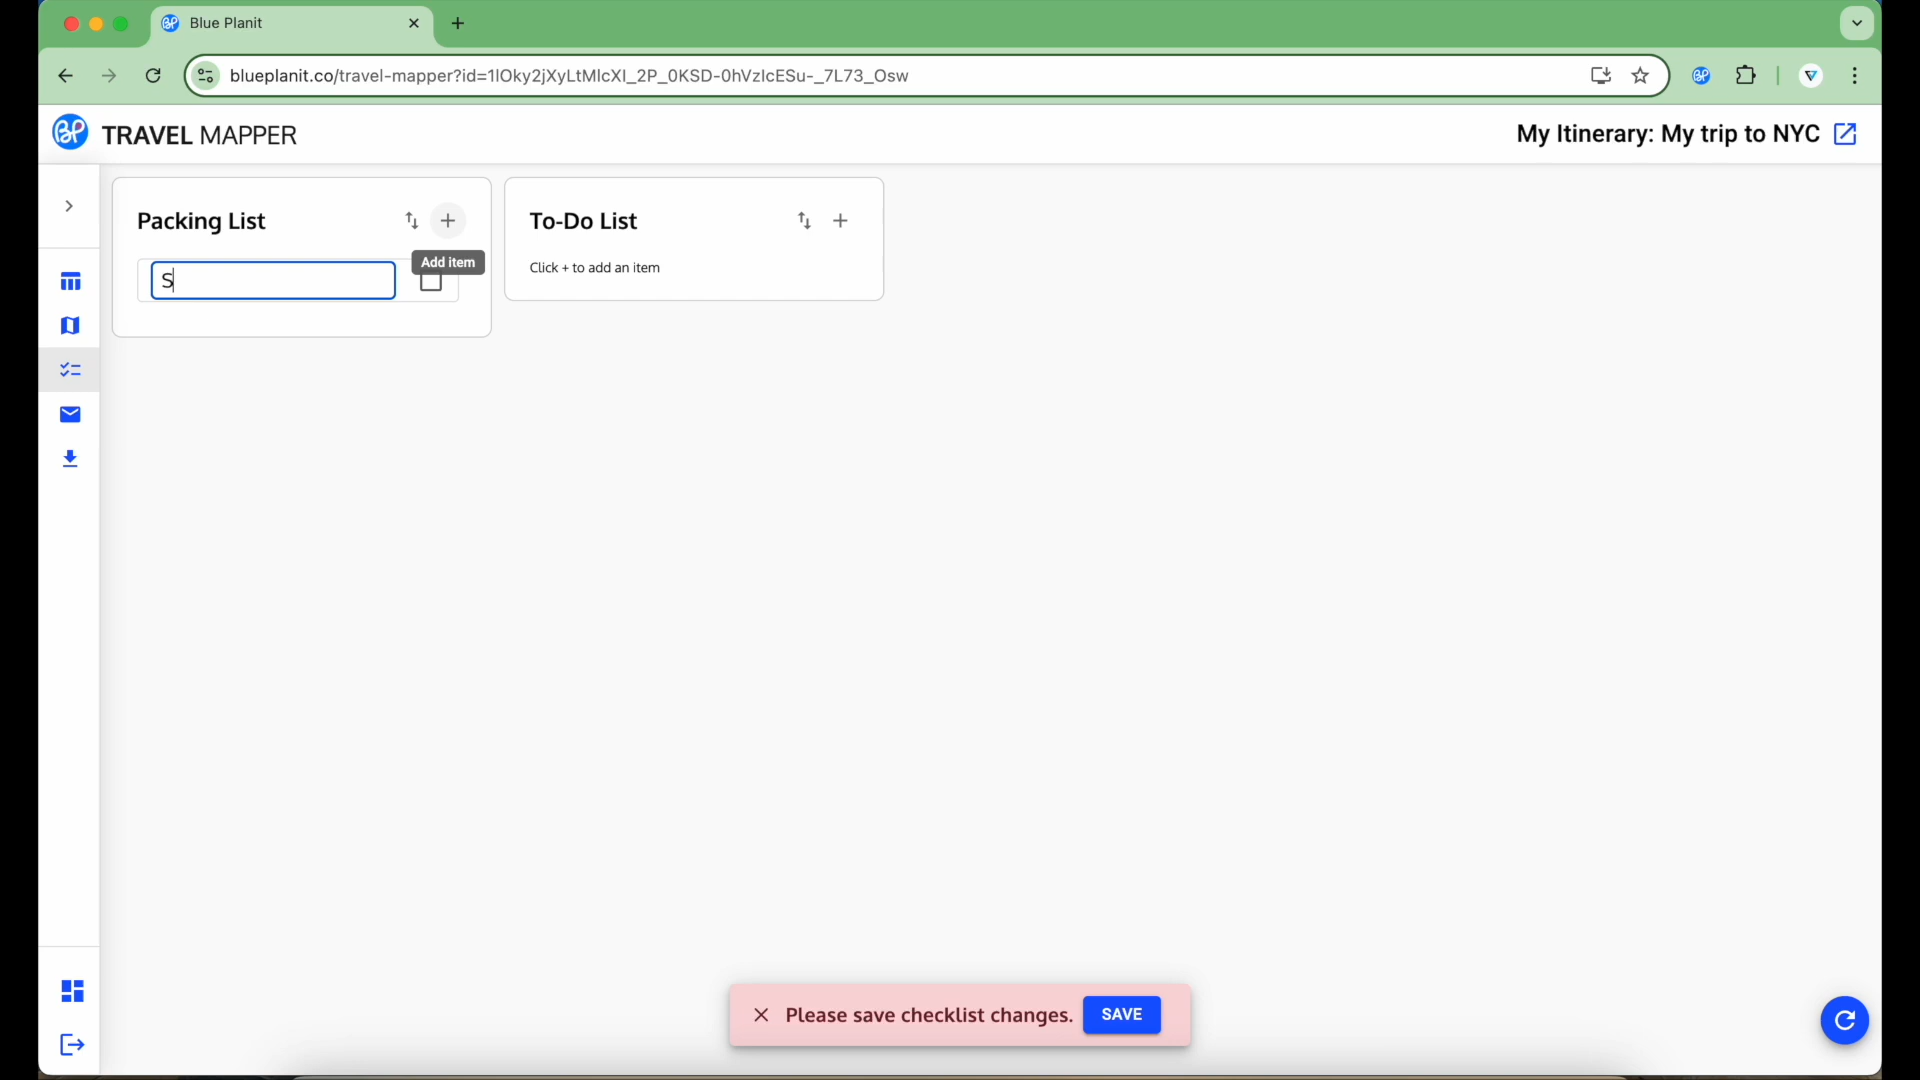 Blue Planit
blueplanit.co/travel-mapper?id=1lOky2jXyLtMlcXI_2P_0KSD-0hVzIcESu-_7L73_Osw
BP TRAVEL MAPPER
My Itinerary: My trip to NYC
Packing List
Add item
S
To-Do List
Click + to add an item
Please save checklist changes.
SAVE